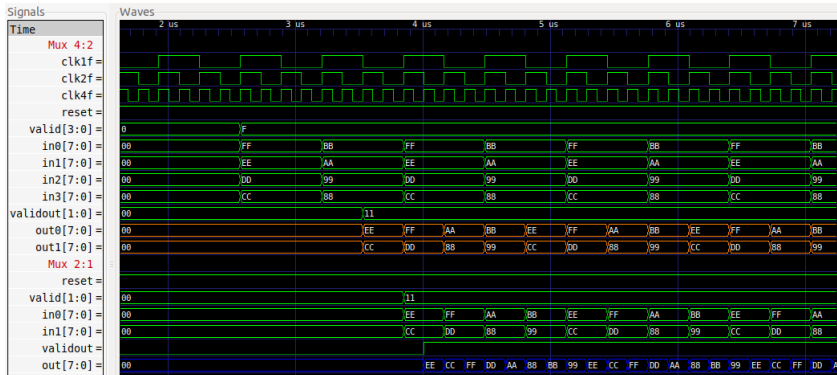 Signals Waves
Time 2 us 3 us 4 us 5 us 6 us 7 us
Mux 4:2
clk1f=
clk2f=
clk4f=
reset=
valid[3:0]= 0 F
in0[7:0]= 00 FF BB FF BB FF BB FF BB
in1[7:0]= 00 EE AA EE AA EE AA EE AA
in2[7:0]= 00 DD 99 DD 99 DD 99 DD 99
in3[7:0]= 00 CC 88 CC 88 CC 88 CC 88
validout[1:0]= 00 11
out0[7:0]= 00 EE FF AA BB EE FF AA BB EE FF AA BB
out1[7:0]= 00 CC DD 88 99 CC DD 88 99 CC DD 88 99
Mux 2:1
reset=
valid[1:0]= 00 11
in0[7:0]= 00 EE FF AA BB EE FF AA BB EE FF AA
in1[7:0]= 00 CC DD 88 99 CC DD 88 99 CC DD 88
validout=
out[7:0]= 00 EE CC FF DD AA 88 BB 99 EE CC FF DD AA 88 BB 99 EE CC FF DD